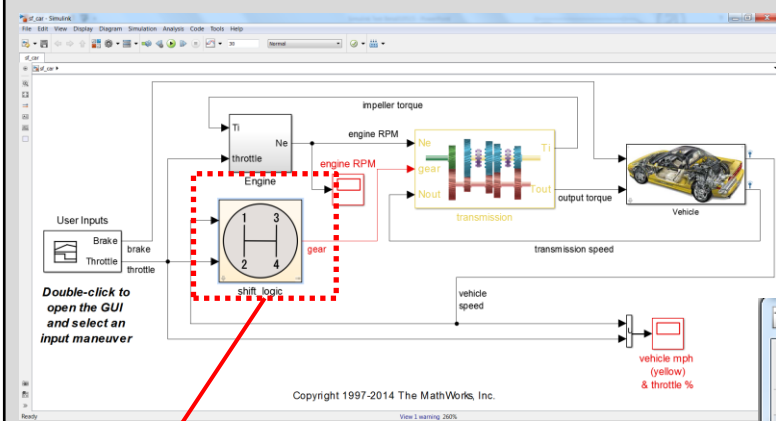 sf_car - Simulink
File Edit View Display Diagram Simulation Analysis Code Tools Help
30
Normal
sf_car
sf_car
impeller torque
Ti
Ne
throttle
Engine
engine RPM
engine RPM
Ne
gear
Nout
Ti
Tout
transmission
output torque
Vehicle
User Inputs
Brake
Throttle
brake
throttle
1 3
2 4
gear
shift_logic
transmission speed
Double-click to
open the GUI
and select an
input maneuver
vehicle
speed
vehicle mph
(yellow)
& throttle %
Copyright 1997-2014 The MathWorks, Inc.
Ready
View 1 warning 260%